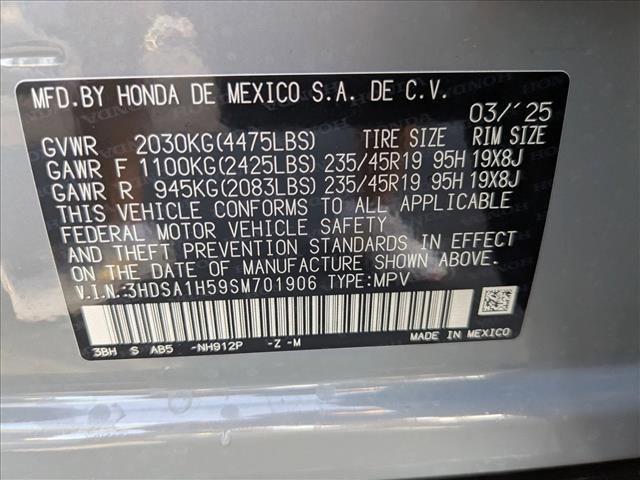 MFD.BY HONDA DE MEXICO S.A. DE C.V.
03/'25
GVWR 2030KG(4475LBS) TIRE SIZE RIM SIZE
GAWR F 1100KG(2425LBS) 235/45R19 95H 19X8J
GAWR R 945KG(2083LBS) 235/45R19 95H 19X8J
THIS VEHICLE CONFORMS TO ALL APPLICABLE
FEDERAL MOTOR VEHICLE SAFETY
AND THEFT PREVENTION STANDARDS IN EFFECT
ON THE DATE OF MANUFACTURE SHOWN ABOVE.
V.I.N.3HDSA1H59SM701906 TYPE:MPV
3BH S AB5 -NH912P -Z -M
MADE IN MEXICO